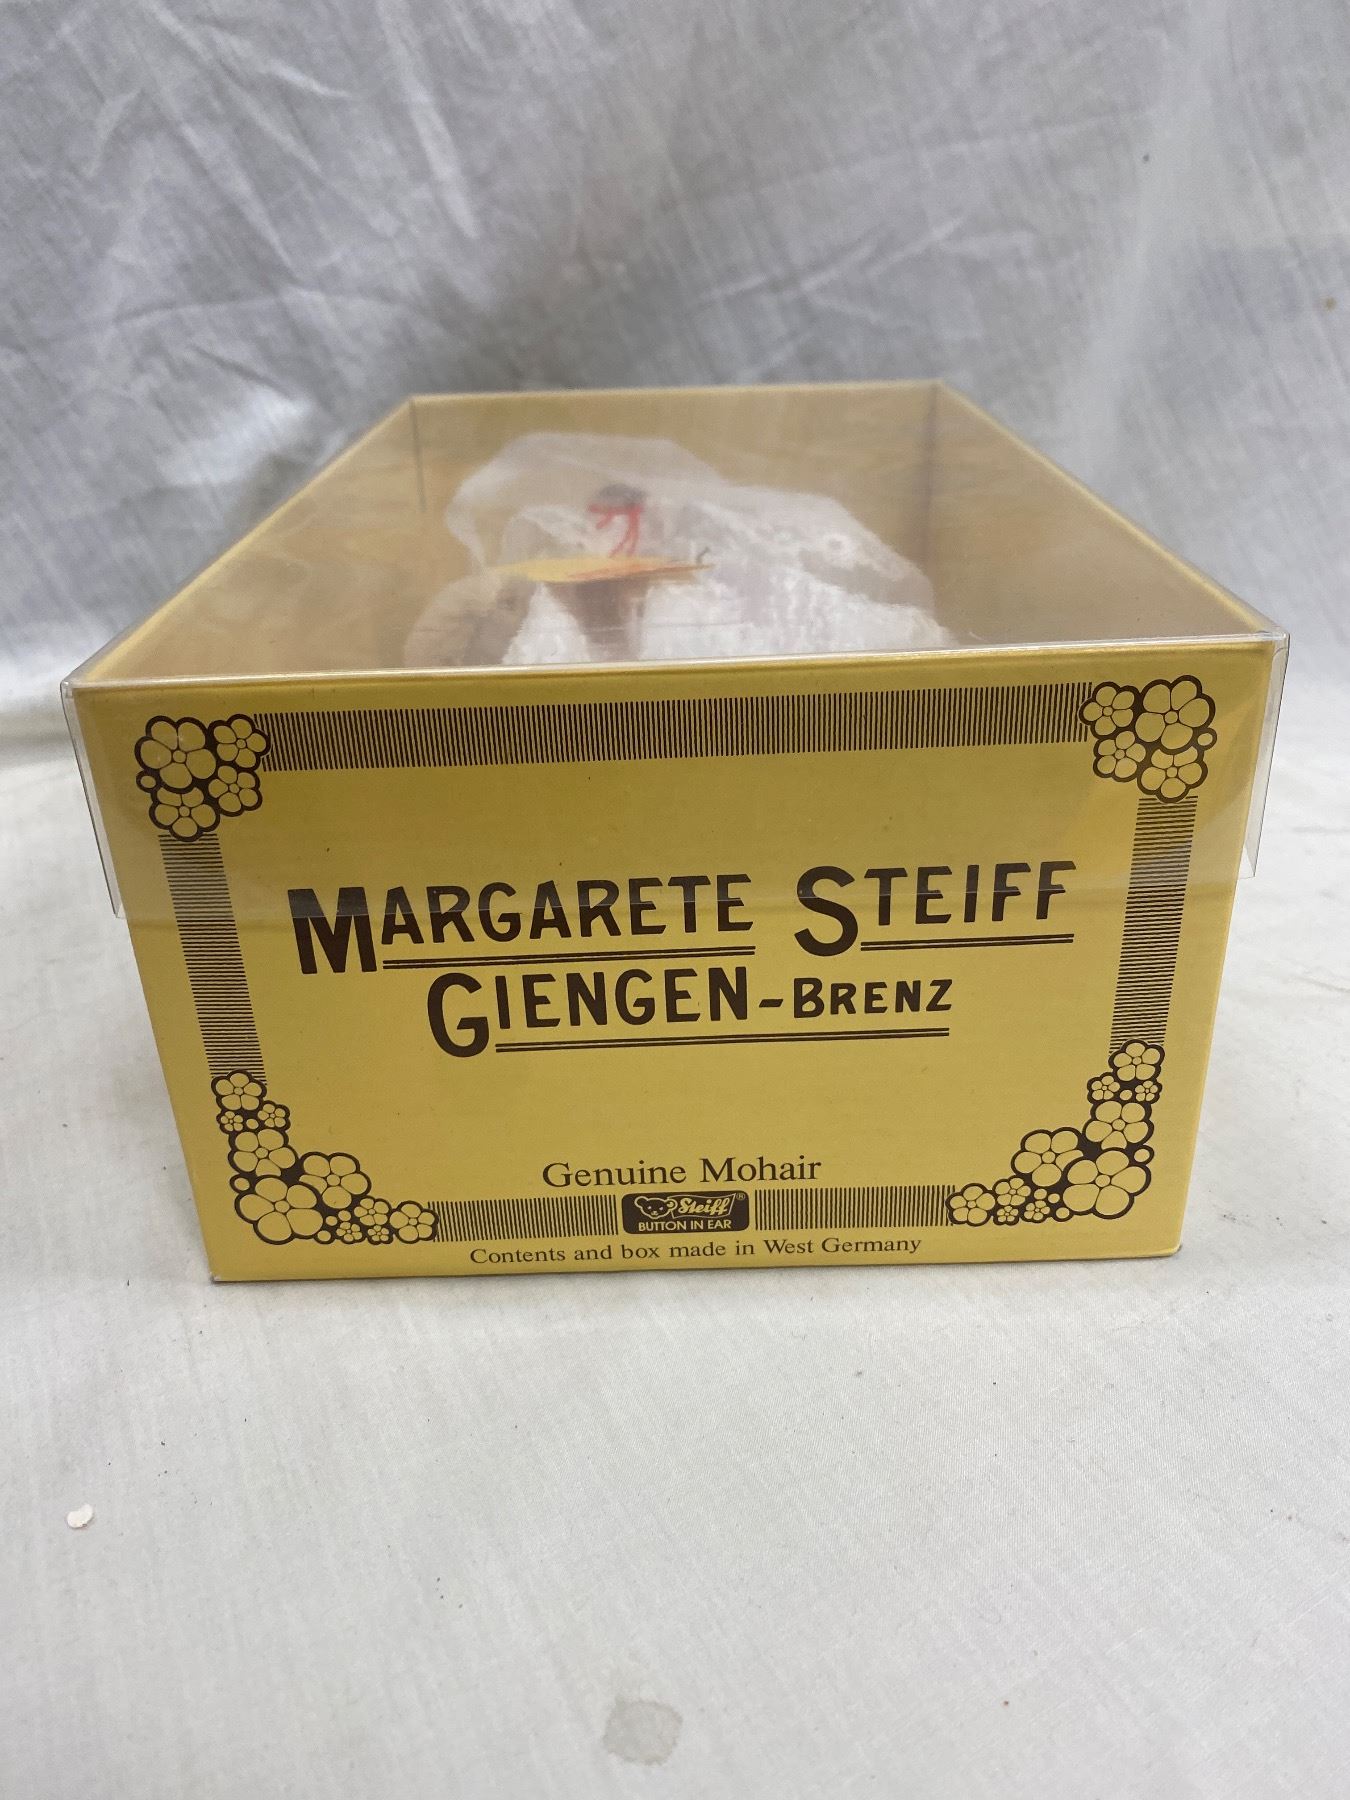 MARGARETE STEIFF
GIENGEN-BRENZ
Genuine Mohair
Steiff®
BUTTON IN EAR
Contents and box made in West Germany